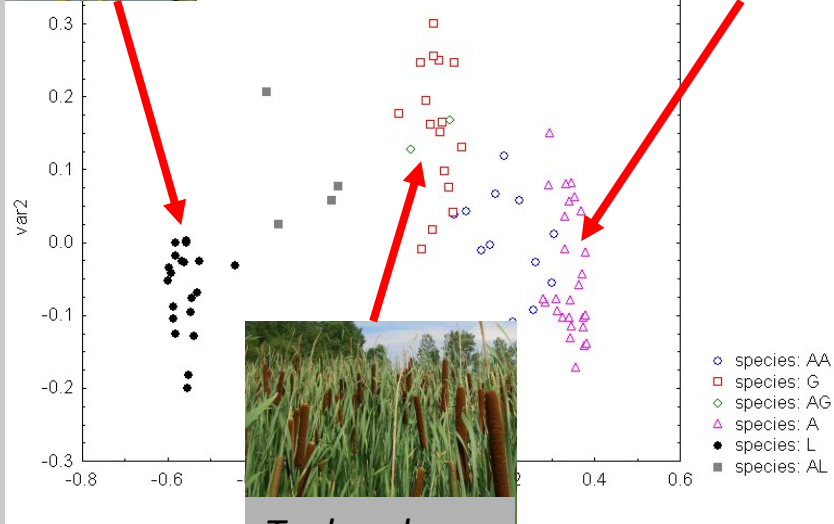 0.3
0.2
0.1
0.0
-0.1
-0.2
-0.3
var2
-0.8
-0.6
0.4
0.6
species: AA
species: G
species: AG
species: A
species: L
species: AL